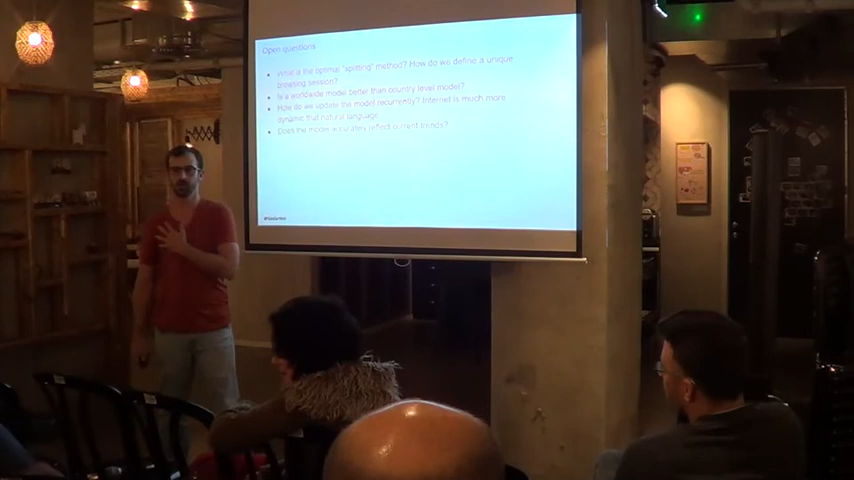 Open questions
What is the optimal "splitting" method? How do we define a unique
browsing session?
Is a worldwide model better than country level model?
How do we update the model recurrently? Internet is much more
dynamic that natural language
Does the model accurately reflect current trends?